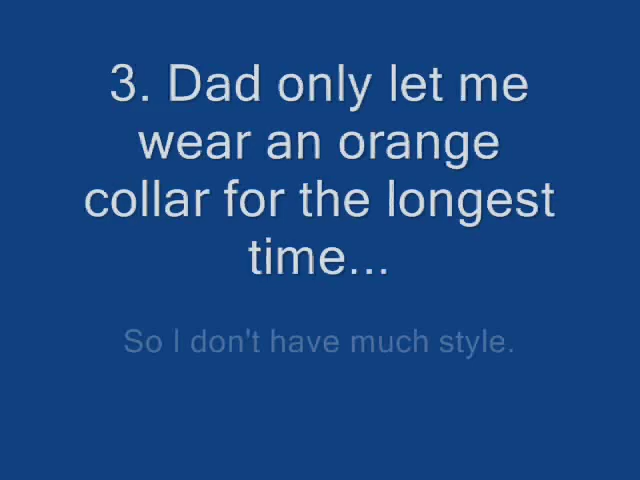 3. Dad only let me
wear an orange
collar for the longest
time...
So I don't have much style.